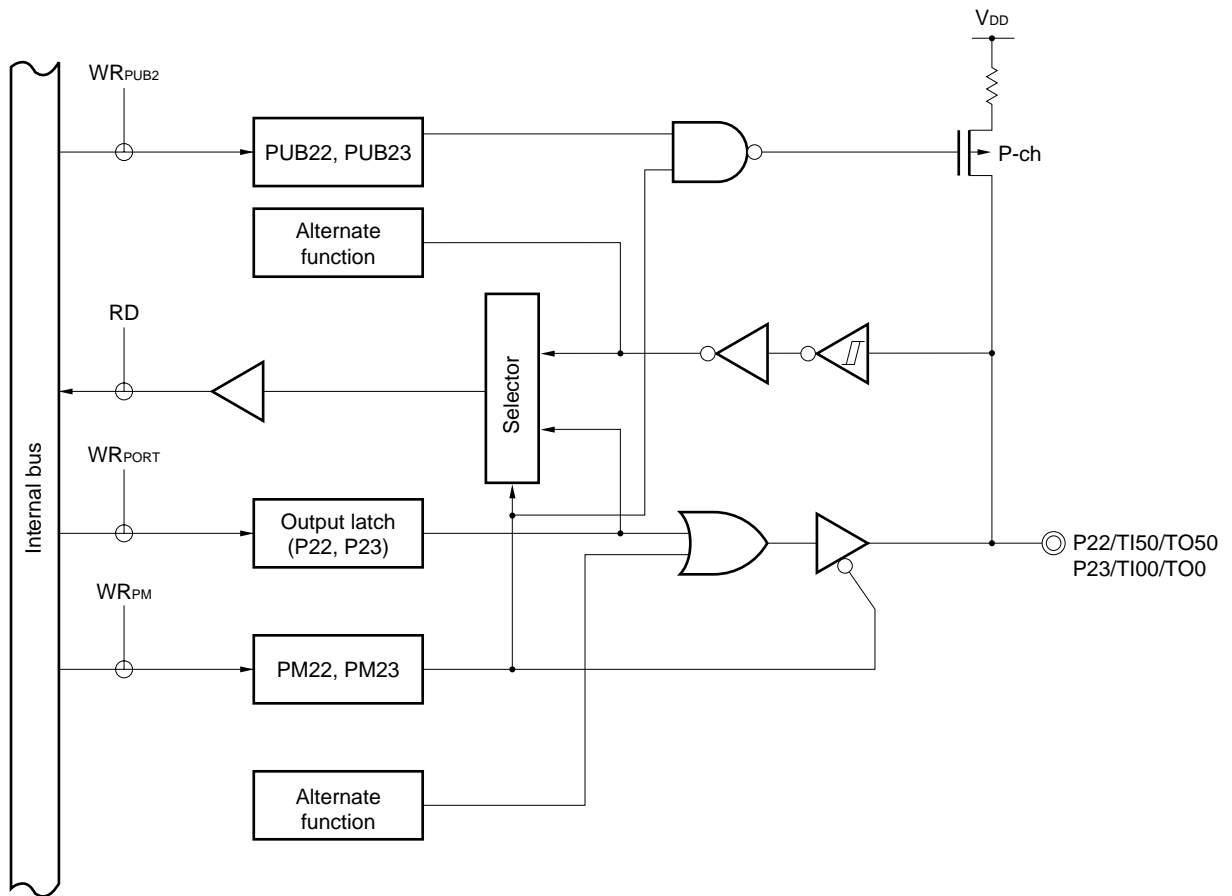 VDD
WRPUB2
PUB22, PUB23
P-ch
Alternate
function
RD
Selector
Internal bus
WRPORT
Output latch
(P22, P23)
P22/TI50/TO50
P23/TI00/TO0
WRPM
PM22, PM23
Alternate
function